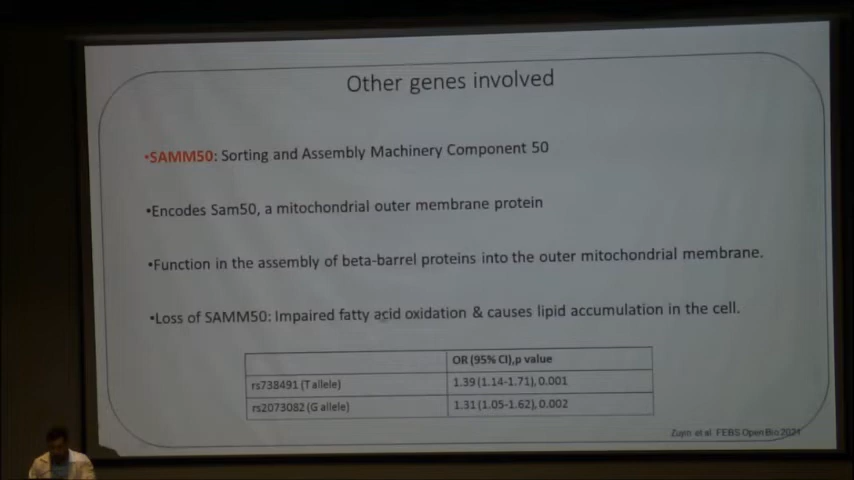 Other genes involved
•SAMM50: Sorting and Assembly Machinery Component 50
•Encodes Sam50, a mitochondrial outer membrane protein
•Function in the assembly of beta-barrel proteins into the outer mitochondrial membrane.
•Loss of SAMM50: Impaired fatty acid oxidation & causes lipid accumulation in the cell.
OR (95% CI),p value
rs738491 (T allele) 1.39 (1.14-1.71), 0.001
rs2073082 (G allele) 1.31 (1.05-1.62), 0.002
et al FEBS Open Bio 2021